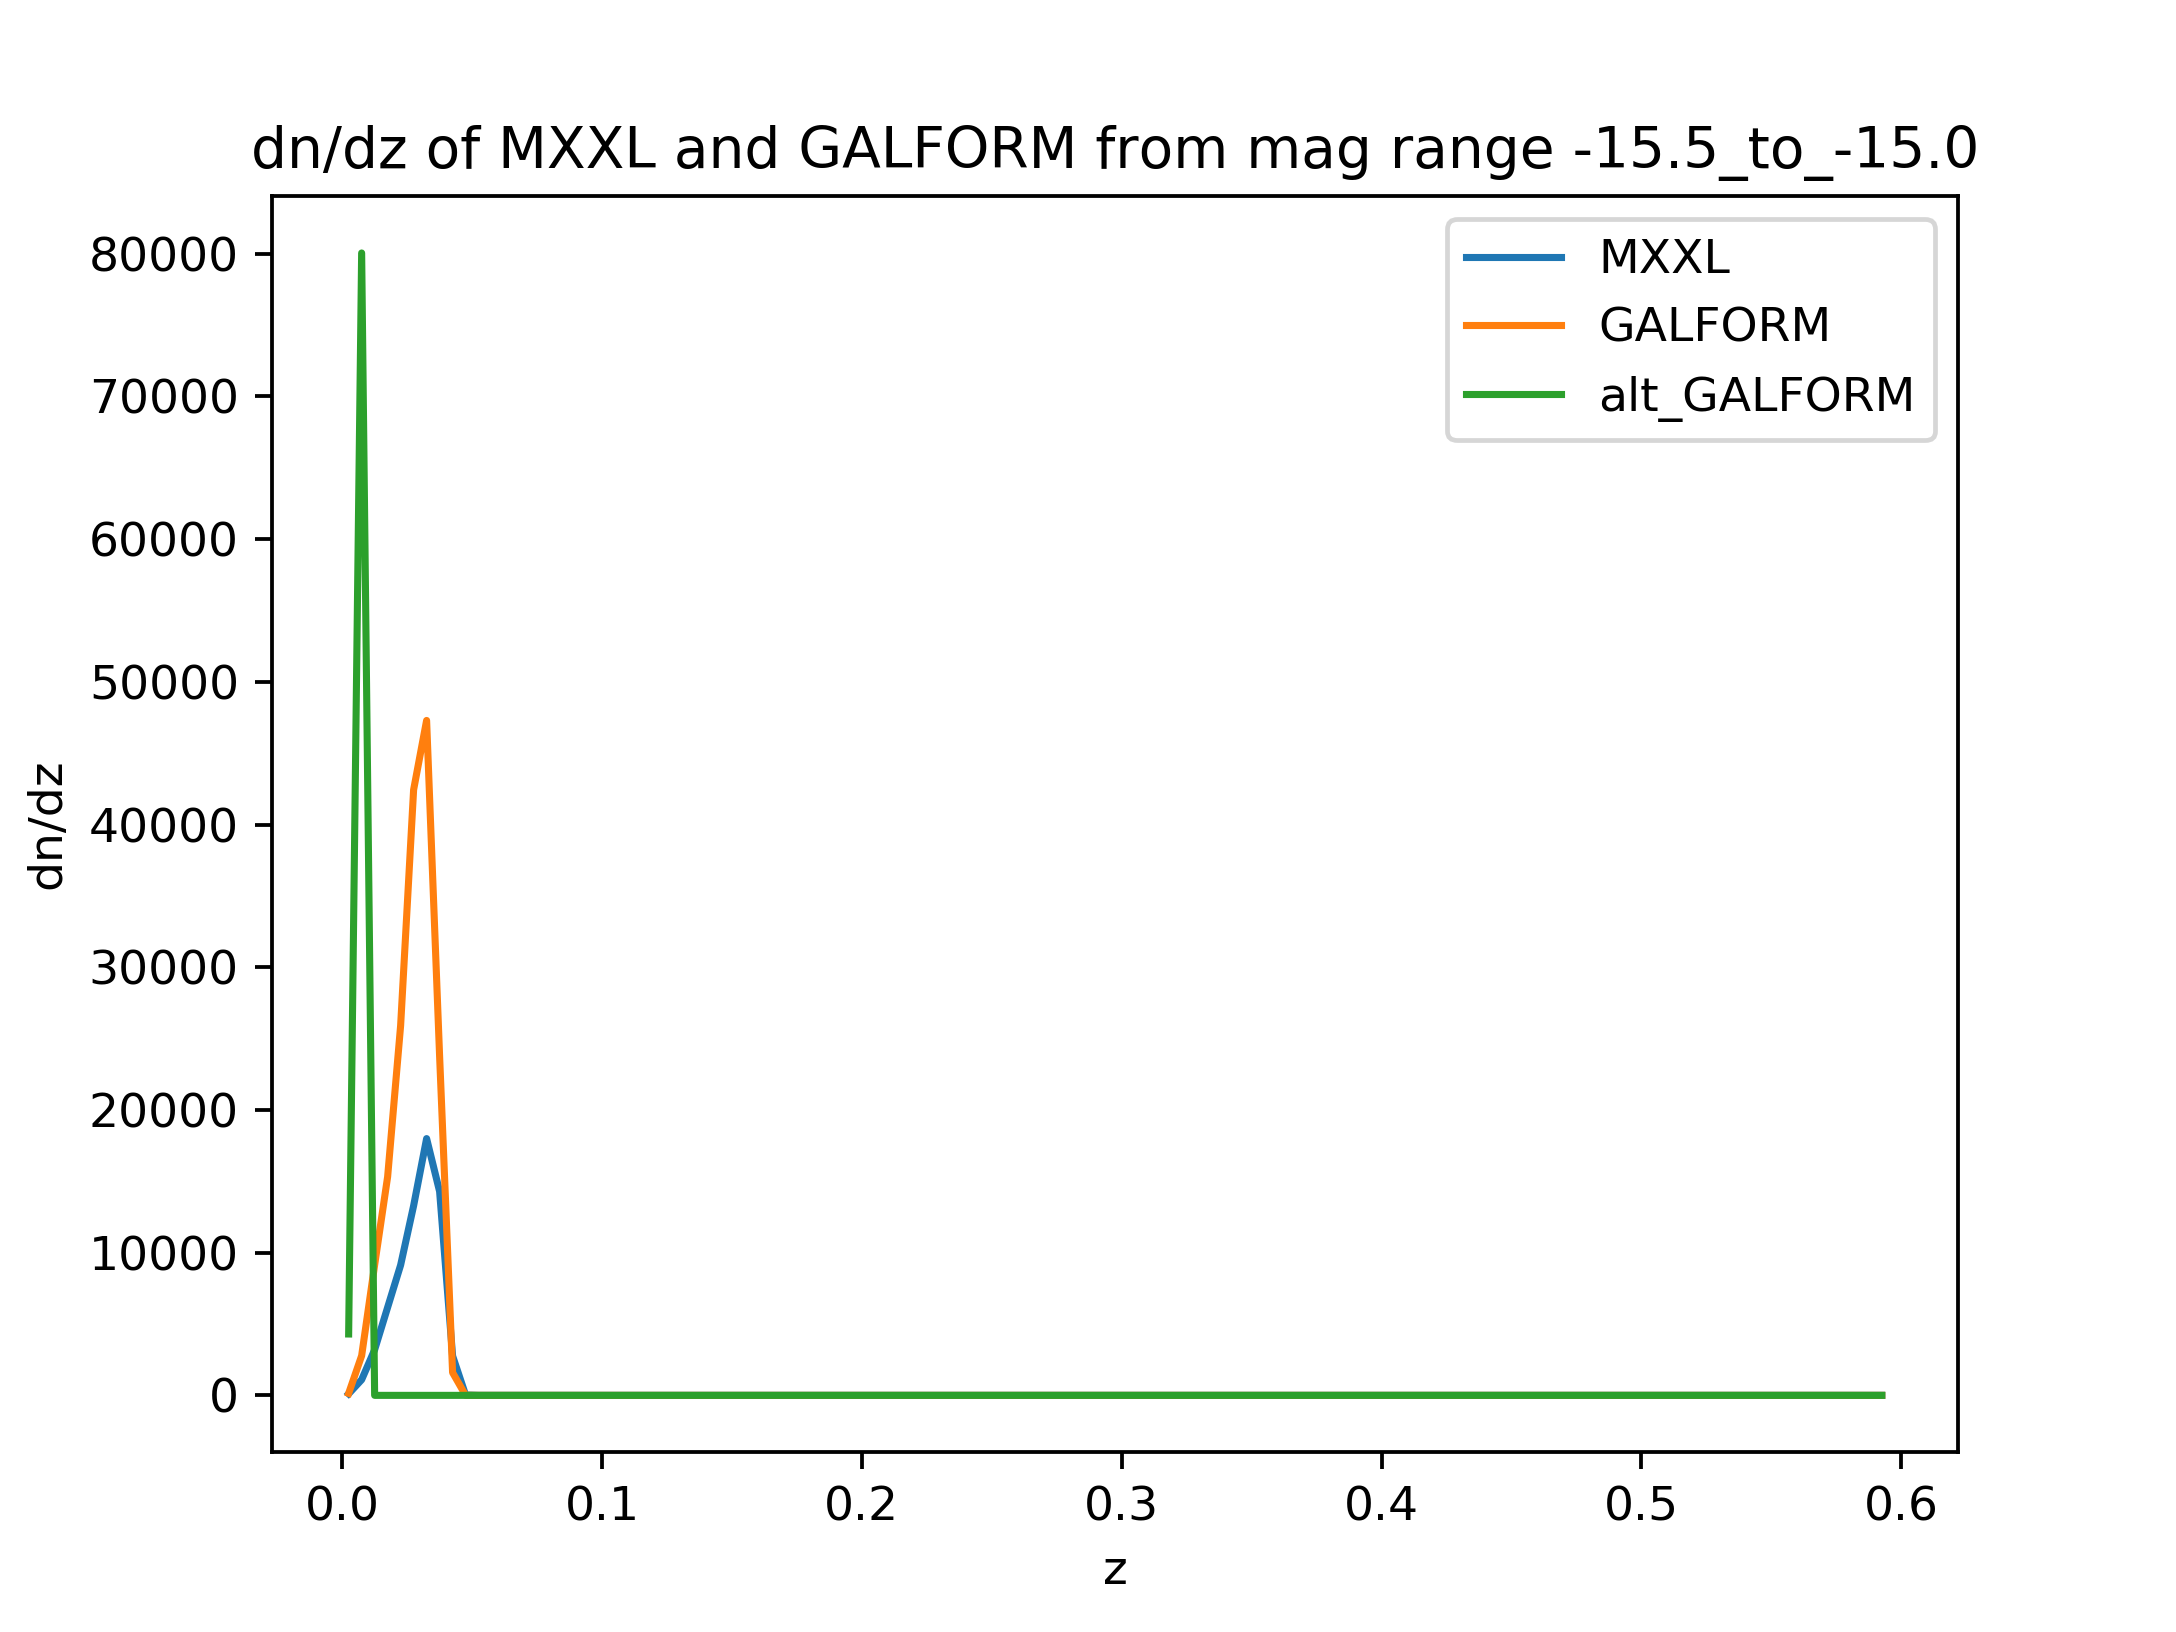 dn/dz of MXXL and GALFORM from mag range -15.5_to_-15.0
MXXL
GALFORM
alt_GALFORM
80000
70000
60000
50000
40000
30000
20000
10000
0
dn/dz
0.0 0.1 0.2 0.3 0.4 0.5 0.6
z